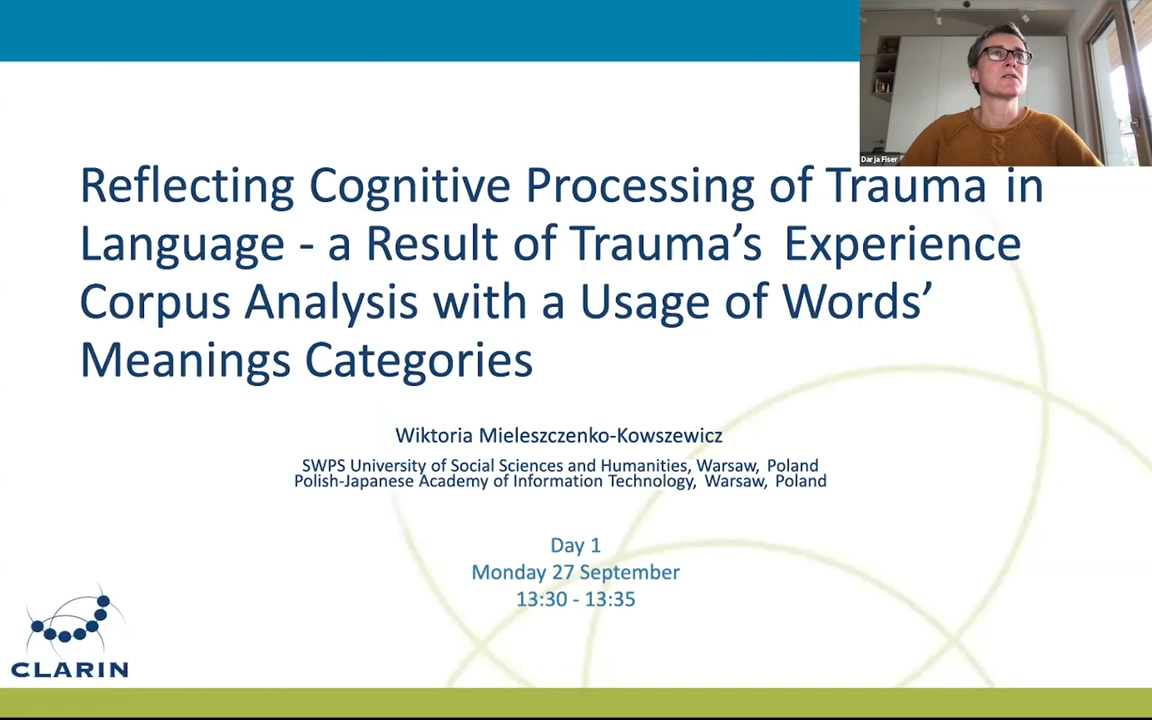 Darja Fiser
Reflecting Cognitive Processing of Trauma in
Language - a Result of Trauma’s Experience
Corpus Analysis with a Usage of Words’
Meanings Categories
Wiktoria Mieleszczenko-Kowszewicz
SWPS University of Social Sciences and Humanities, Warsaw, Poland
Polish-Japanese Academy of Information Technology, Warsaw, Poland
Day 1
Monday 27 September
13:30 - 13:35
CLARIN